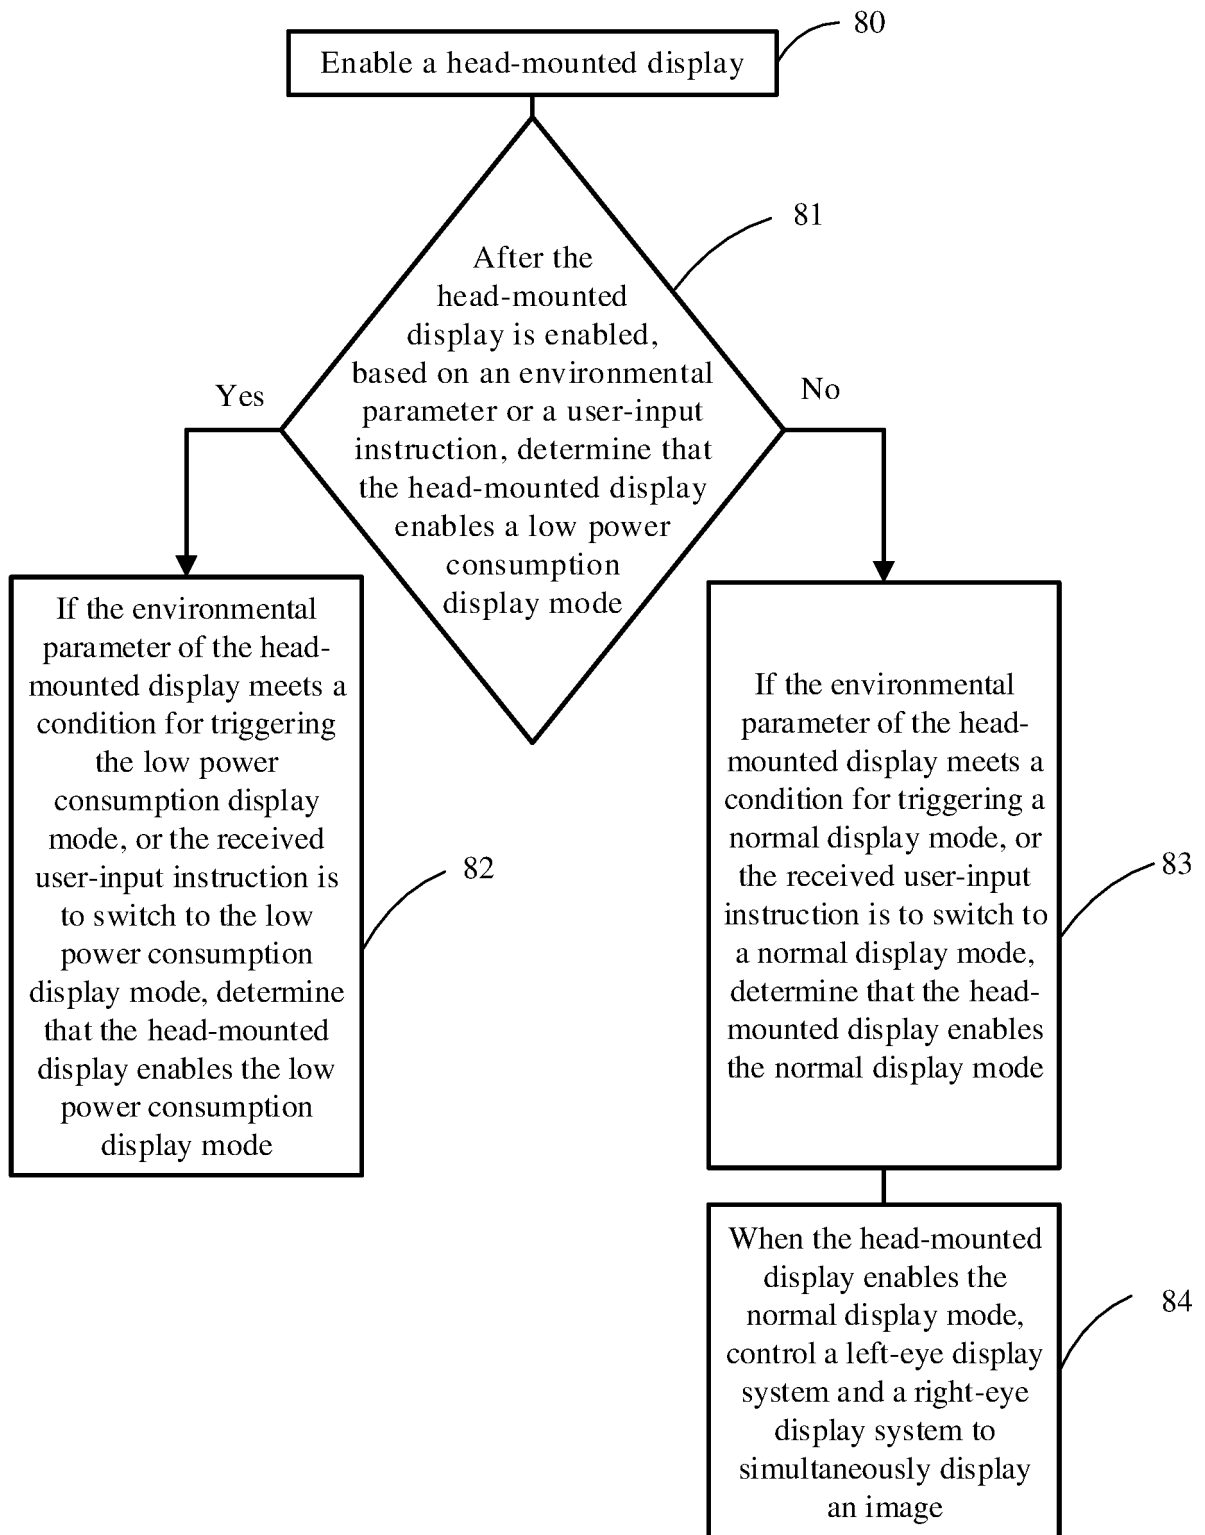 80
Enable a head-mounted display
81
After the
head-mounted
display is enabled,
based on an environmental
parameter or a user-input
instruction, determine that
the head-mounted display
enables a low power
consumption
display mode
Yes
No
If the environmental
parameter of the head-
mounted display meets a
condition for triggering
the low power
consumption display
mode, or the received
user-input instruction is
to switch to the low
power consumption
display mode, determine
that the head-mounted
display enables the low
power consumption
display mode
82
If the environmental
parameter of the head-
mounted display meets a
condition for triggering a
normal display mode, or
the received user-input
instruction is to switch to
a normal display mode,
determine that the head-
mounted display enables
the normal display mode
83
When the head-mounted
display enables the
normal display mode,
control a left-eye display
system and a right-eye
display system to
simultaneously display
an image
84